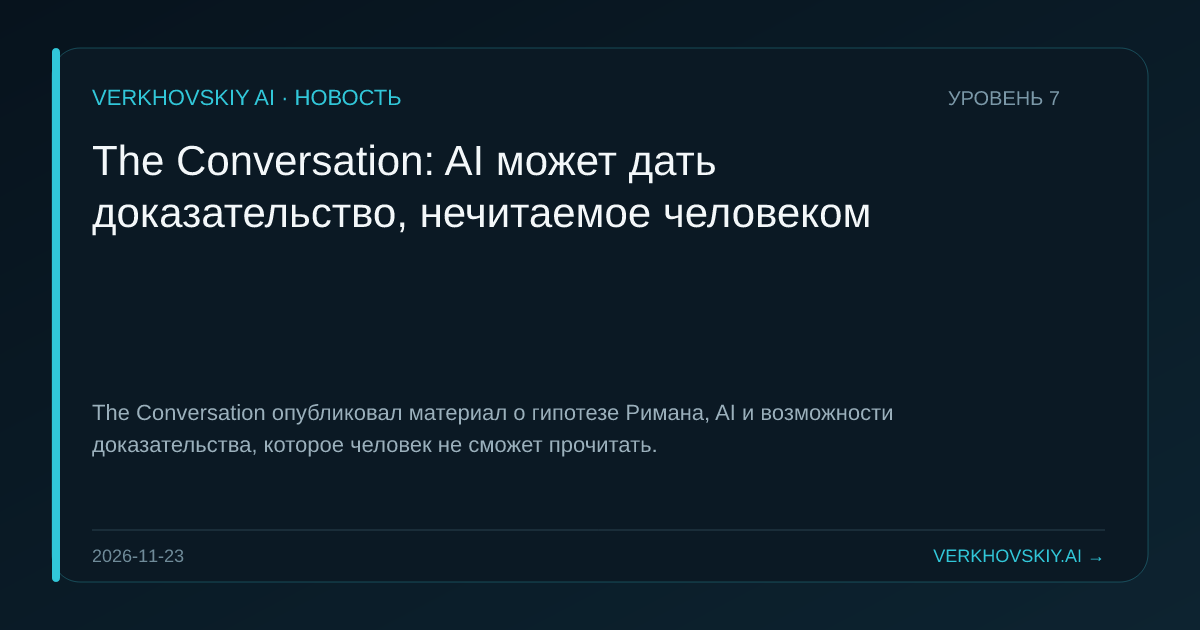 VERKHOVSKIY AI · НОВОСТЬ
УРОВЕНЬ 7
The Conversation: AI может дать
доказательство, нечитаемое человеком
The Conversation опубликовал материал о гипотезе Римана, AI и возможности
доказательства, которое человек не сможет прочитать.
2026-11-23
VERKHOVSKIY.AI →